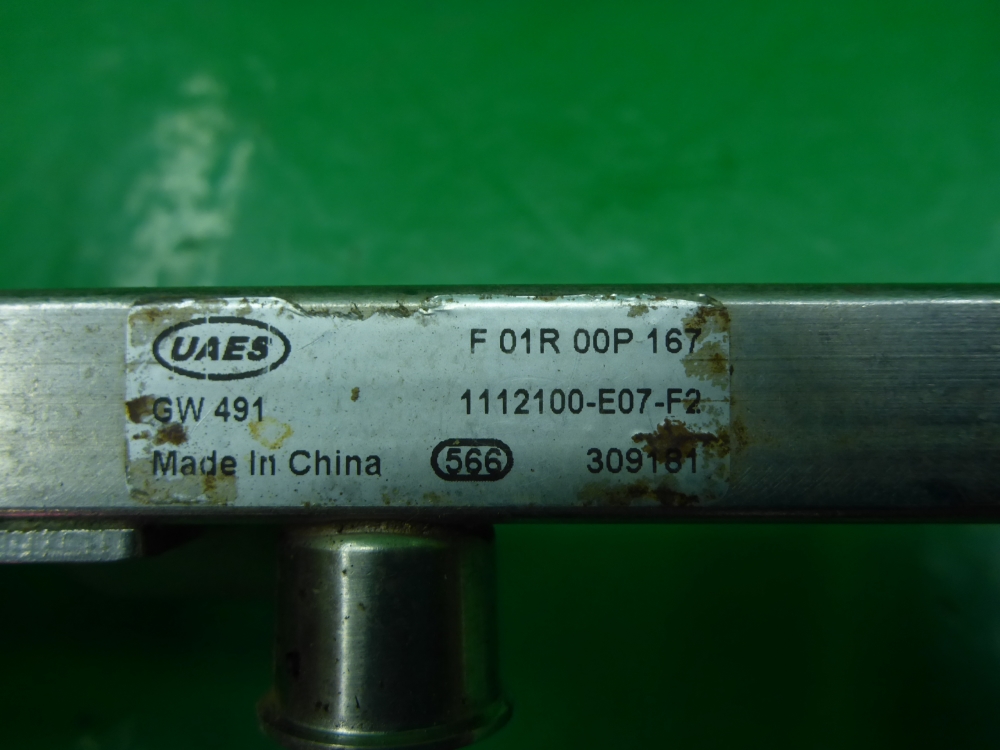 UAES F 01R 00P 167
GW 491 1112100-E07-F2
Made In China 566 309181